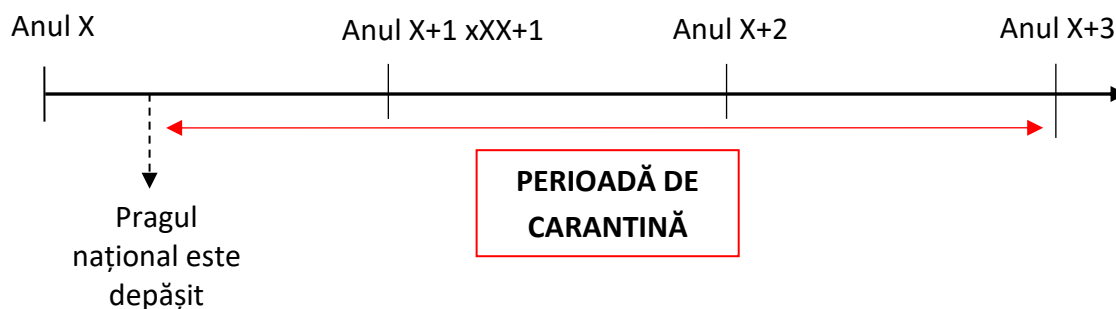 Anul X
Anul X+1 xXX+1
Anul X+2
Anul X+3
PERIOADĂ DE
CARANTINĂ
Pragul
național este
depășit